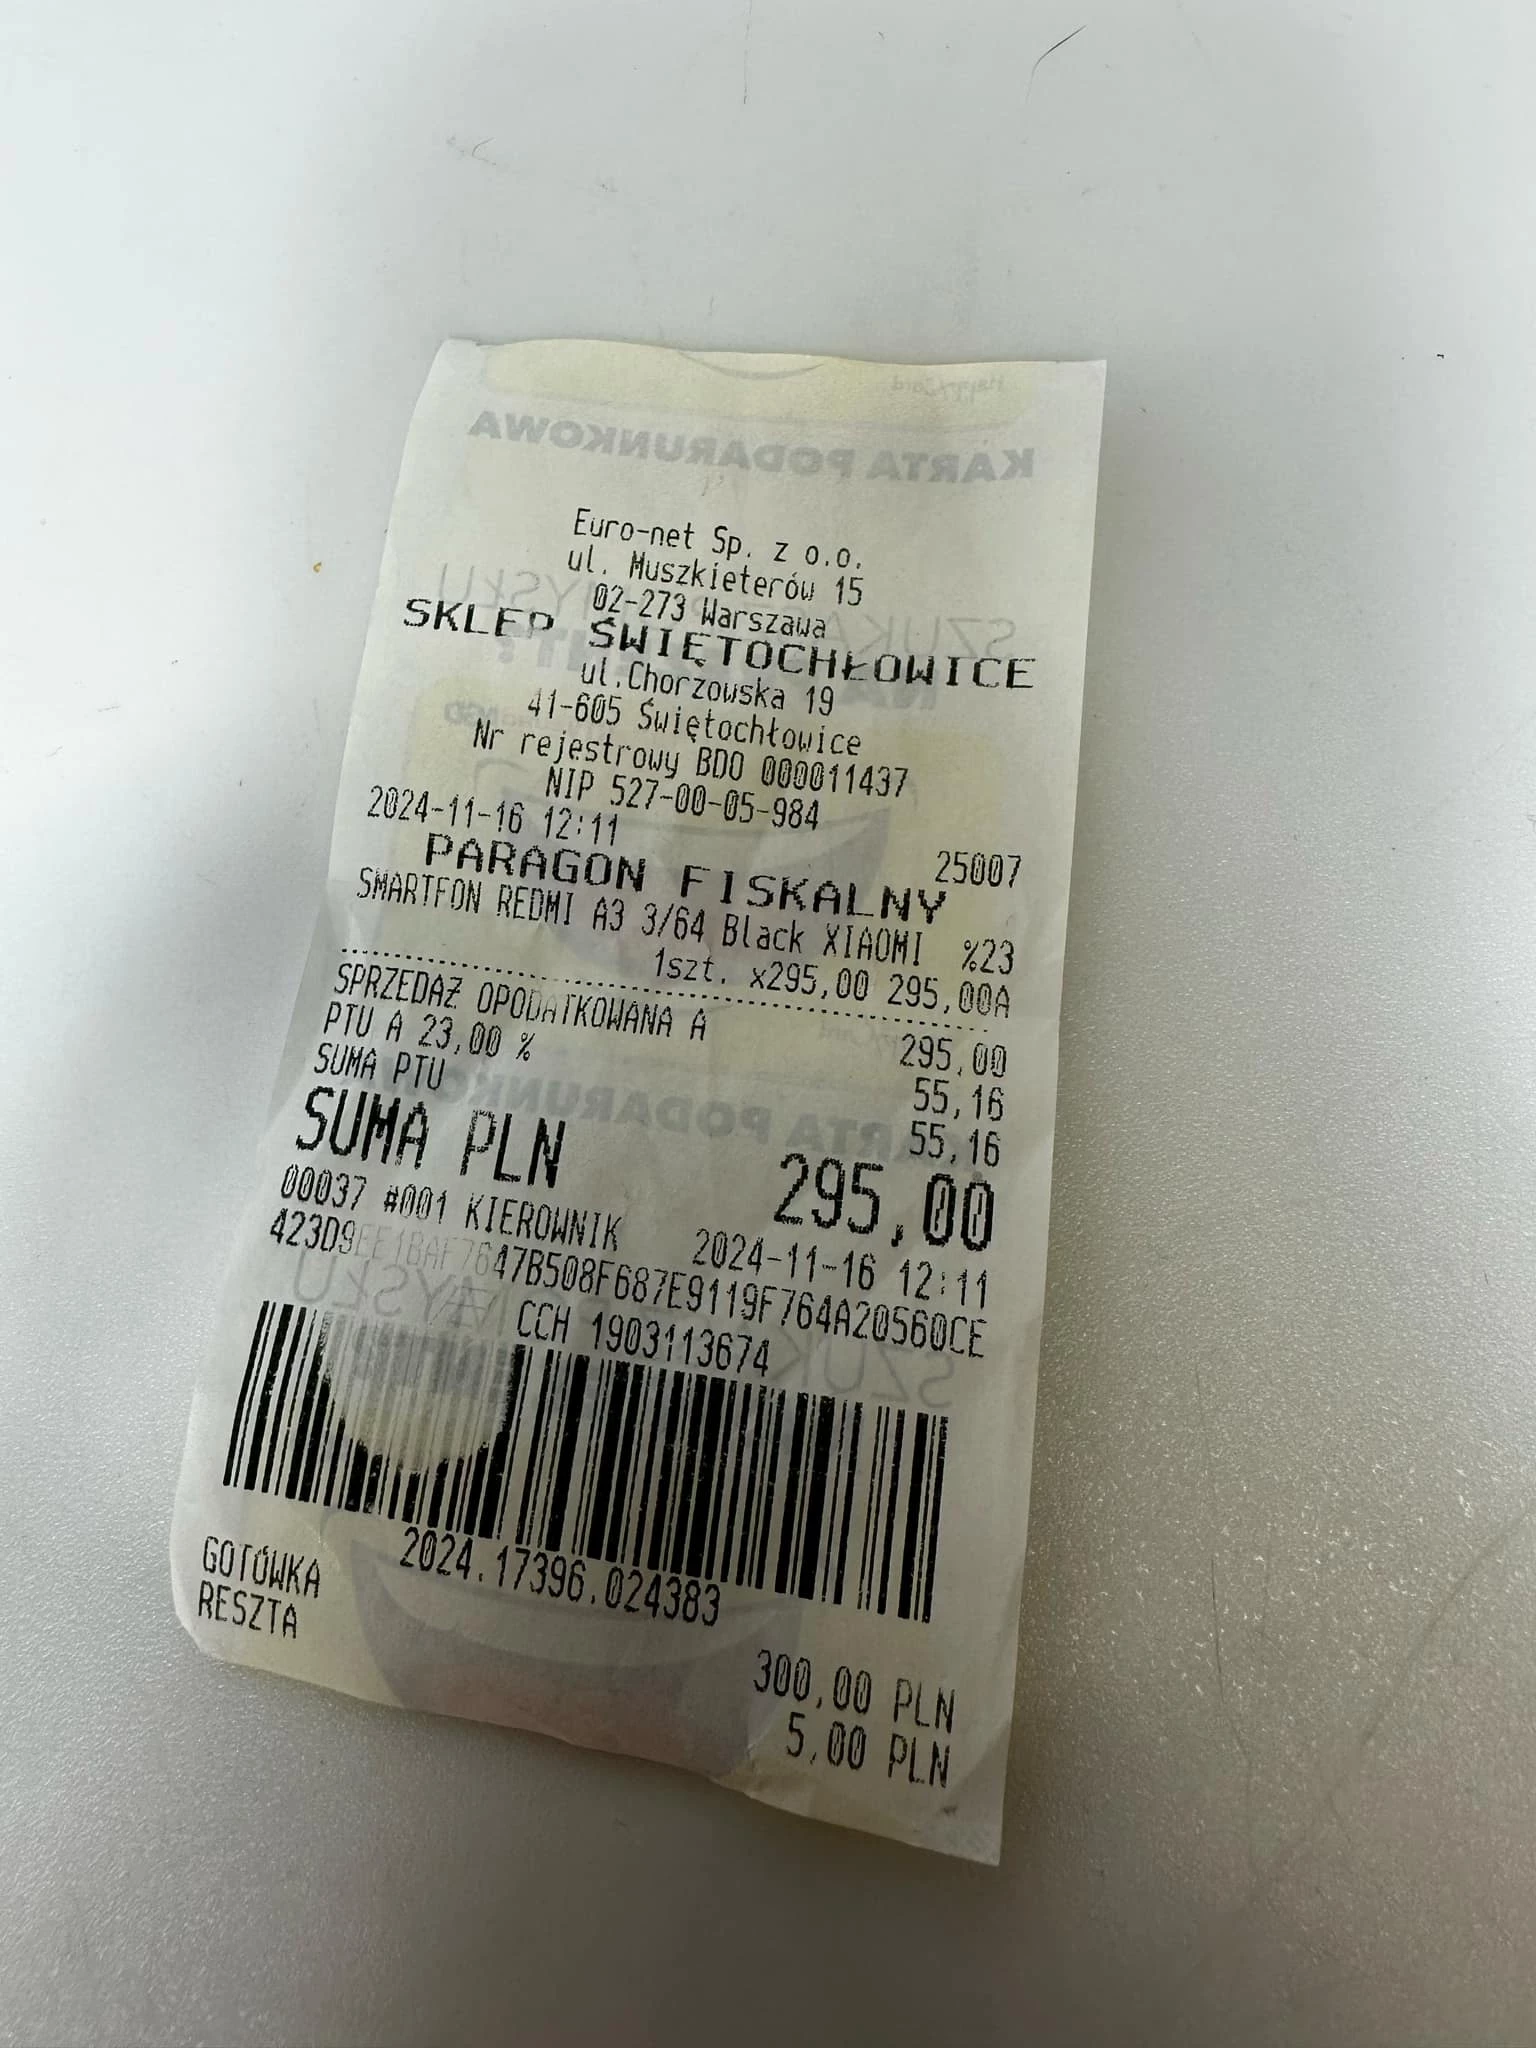 KARTA PODARUNKOWA
Euro-net Sp. z o.o.
ul. Muszkieterów 15
02-273 Warszawa
SKLEP ŚWIĘTOCHŁOWICE
ul.Chorzowska 19
41-605 Świętochłowice
Nr rejestrowy BDO 000011437
NIP 527-00-05-984
2024-11-16 12:11 25007
PARAGON FISKALNY
SMARTFON REDMI A3 3/64 Black XIAOMI %23
1szt. x295,00 295,00A
SPRZEDAŻ OPODATKOWANA A 295,00
PTU A 23,00 % 55,16
SUMA PTU 55,16
SUMA PLN 295,00
00037 #001 KIEROWNIK 2024-11-16 12:11
423D9EE1BAF7647B508F687E9119F764A20560CE
CCH 1903113674
2024.17396.024383
GOTÓWKA 300,00 PLN
RESZTA 5,00 PLN